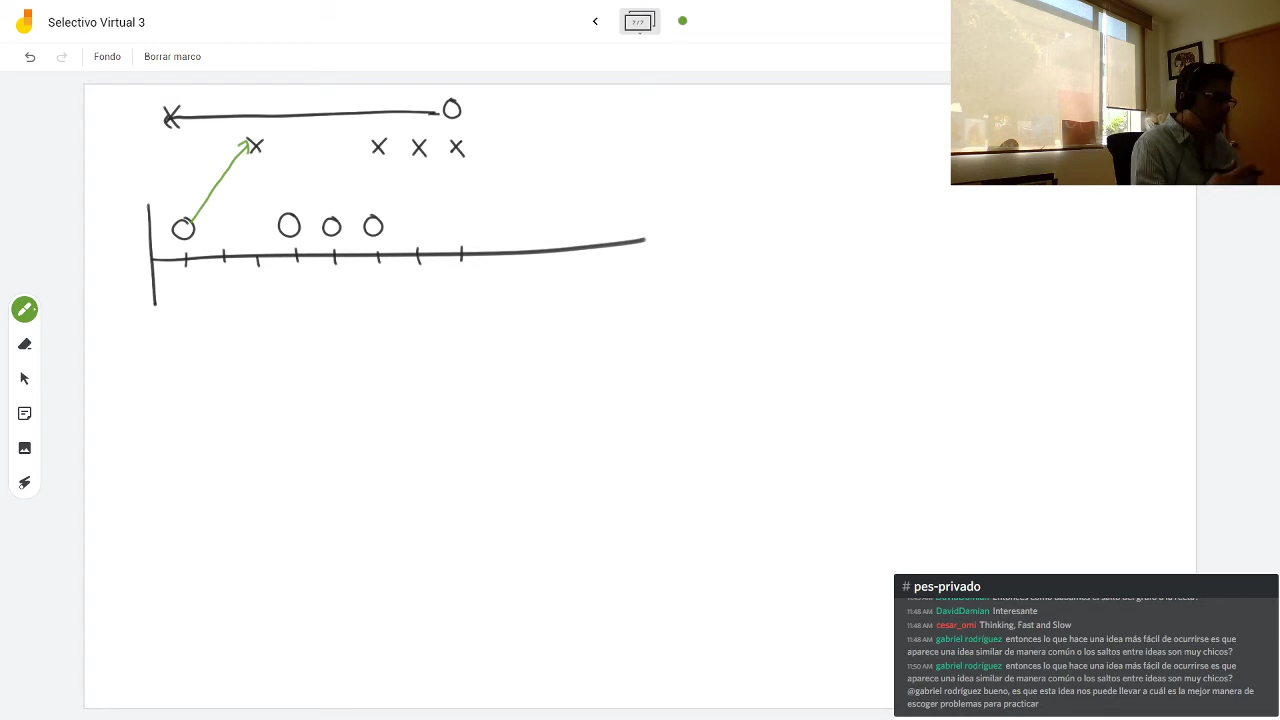 Selectivo Virtual 3
7 / 7
Fondo
Borrar marco
X O
X X X X
O O O O
# pes-privado
DavidDamian
11:48 AM DavidDamian Interesante
11:48 AM cesar_omi Thinking, Fast and Slow
11:48 AM gabriel rodríguez entonces lo que hace una idea más fácil de ocurrirse es que
aparece una idea similar de manera común o los saltos entre ideas son muy chicos?
11:50 AM gabriel rodríguez entonces lo que hace una idea más fácil de ocurrirse es que
aparece una idea similar de manera común o los saltos entre ideas son muy chicos?
@gabriel rodríguez bueno, es que esta idea nos puede llevar a cuál es la mejor manera de
escoger problemas para practicar